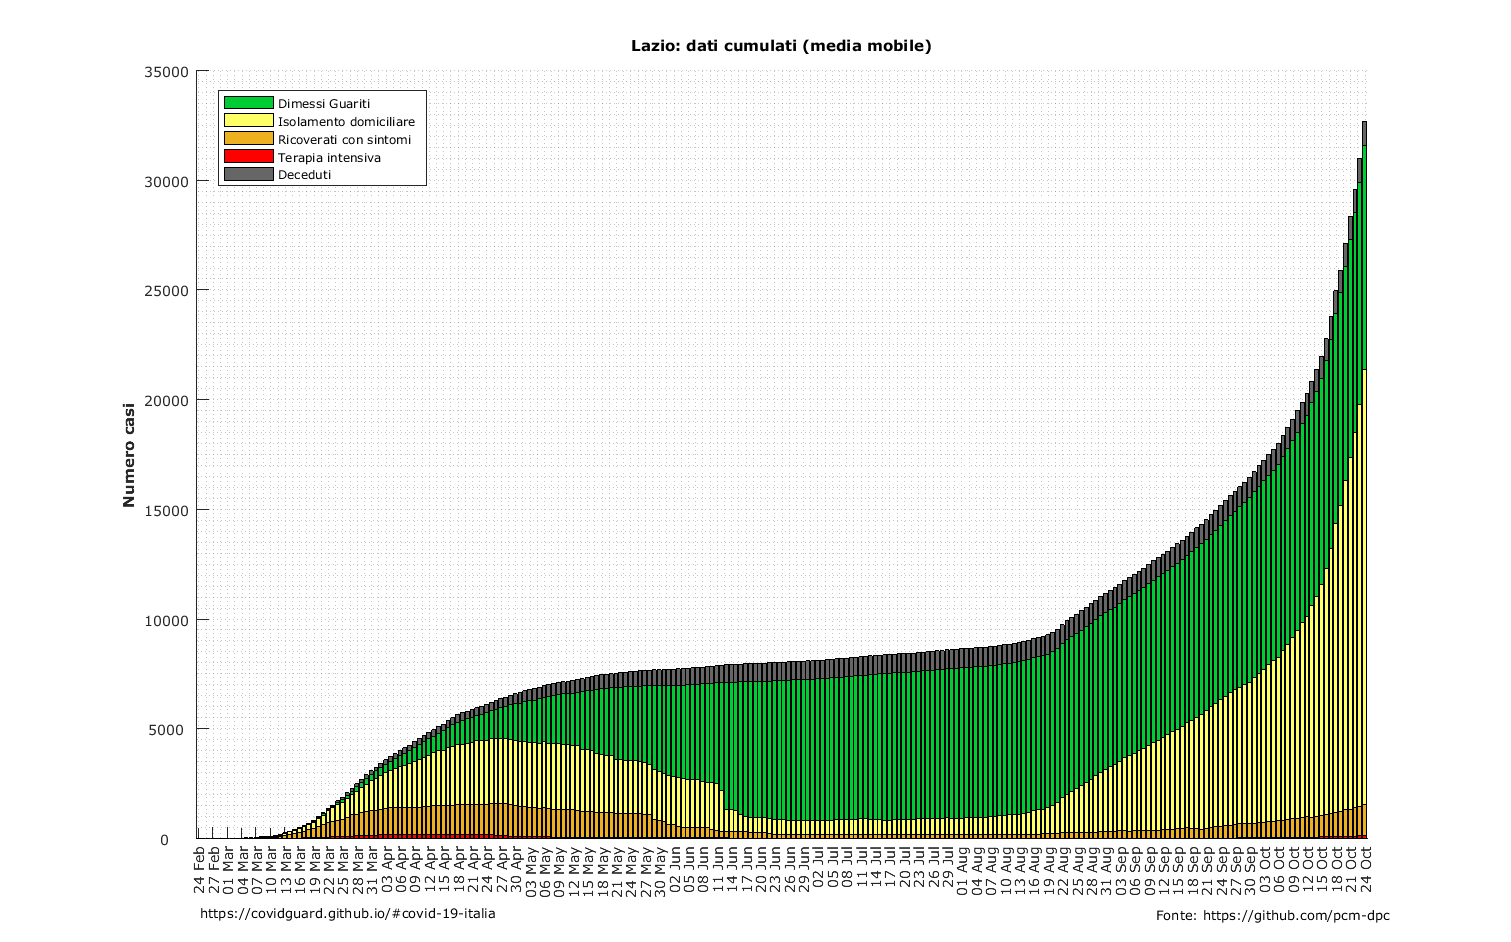 Lazio: dati cumulati (media mobile)
35000
30000
25000
20000
15000
10000
5000
0
Numero casi
Dimessi Guariti
Isolamento domiciliare
Ricoverati con sintomi
Terapia intensiva
Deceduti
24 Feb
27 Feb
01 Mar
04 Mar
07 Mar
10 Mar
13 Mar
16 Mar
19 Mar
22 Mar
25 Mar
28 Mar
31 Mar
03 Apr
06 Apr
09 Apr
12 Apr
15 Apr
18 Apr
21 Apr
24 Apr
27 Apr
30 Apr
03 May
06 May
09 May
12 May
15 May
18 May
21 May
24 May
27 May
30 May
02 Jun
05 Jun
08 Jun
11 Jun
14 Jun
17 Jun
20 Jun
23 Jun
26 Jun
29 Jun
02 Jul
05 Jul
08 Jul
11 Jul
14 Jul
17 Jul
20 Jul
23 Jul
26 Jul
29 Jul
01 Aug
04 Aug
07 Aug
10 Aug
13 Aug
16 Aug
19 Aug
22 Aug
25 Aug
28 Aug
31 Aug
03 Sep
06 Sep
09 Sep
12 Sep
15 Sep
18 Sep
21 Sep
24 Sep
27 Sep
30 Sep
03 Oct
06 Oct
09 Oct
12 Oct
15 Oct
18 Oct
21 Oct
24 Oct
https://covidguard.github.io/#covid-19-italia
Fonte: https://github.com/pcm-dpc